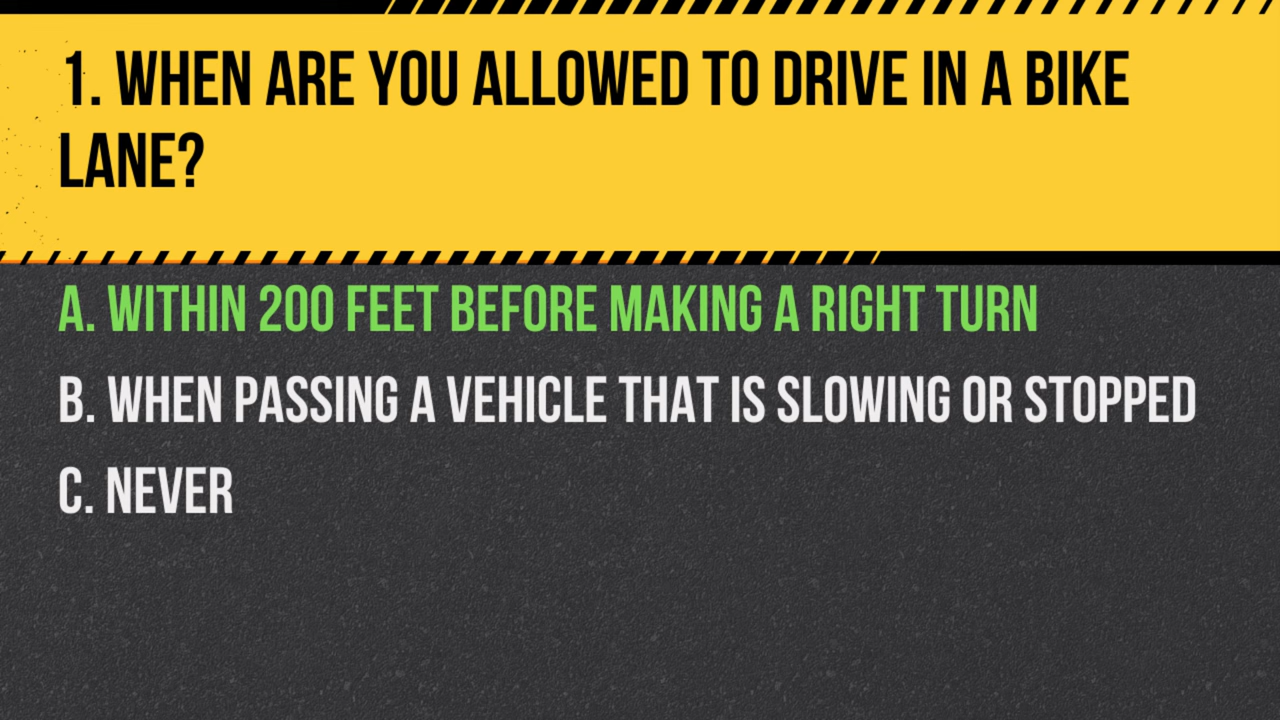 1. WHEN ARE YOU ALLOWED TO DRIVE IN A BIKE
LANE?
A. WITHIN 200 FEET BEFORE MAKING A RIGHT TURN
B. WHEN PASSING A VEHICLE THAT IS SLOWING OR STOPPED
C. NEVER